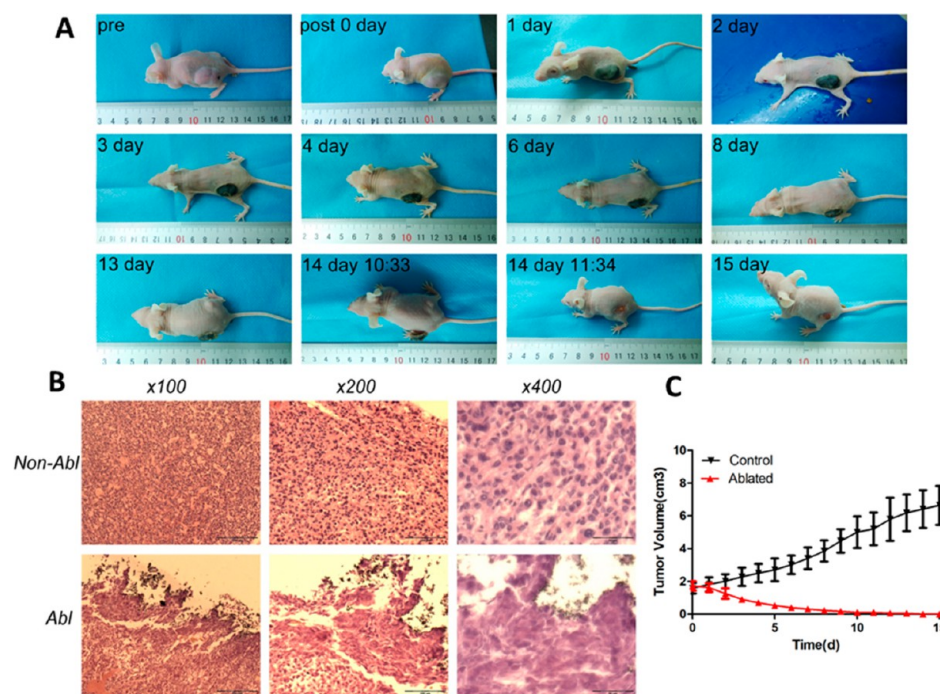 A
pre
post 0 day
1 day
2 day
3 day
4 day
6 day
8 day
13 day
14 day 10:33
14 day 11:34
15 day
B
x100
x200
x400
Non-Abl
Abl
C
Control
Ablated
Tumor Volume(cm3)
10
8
6
4
2
0
0 5 10 15
Time(d)